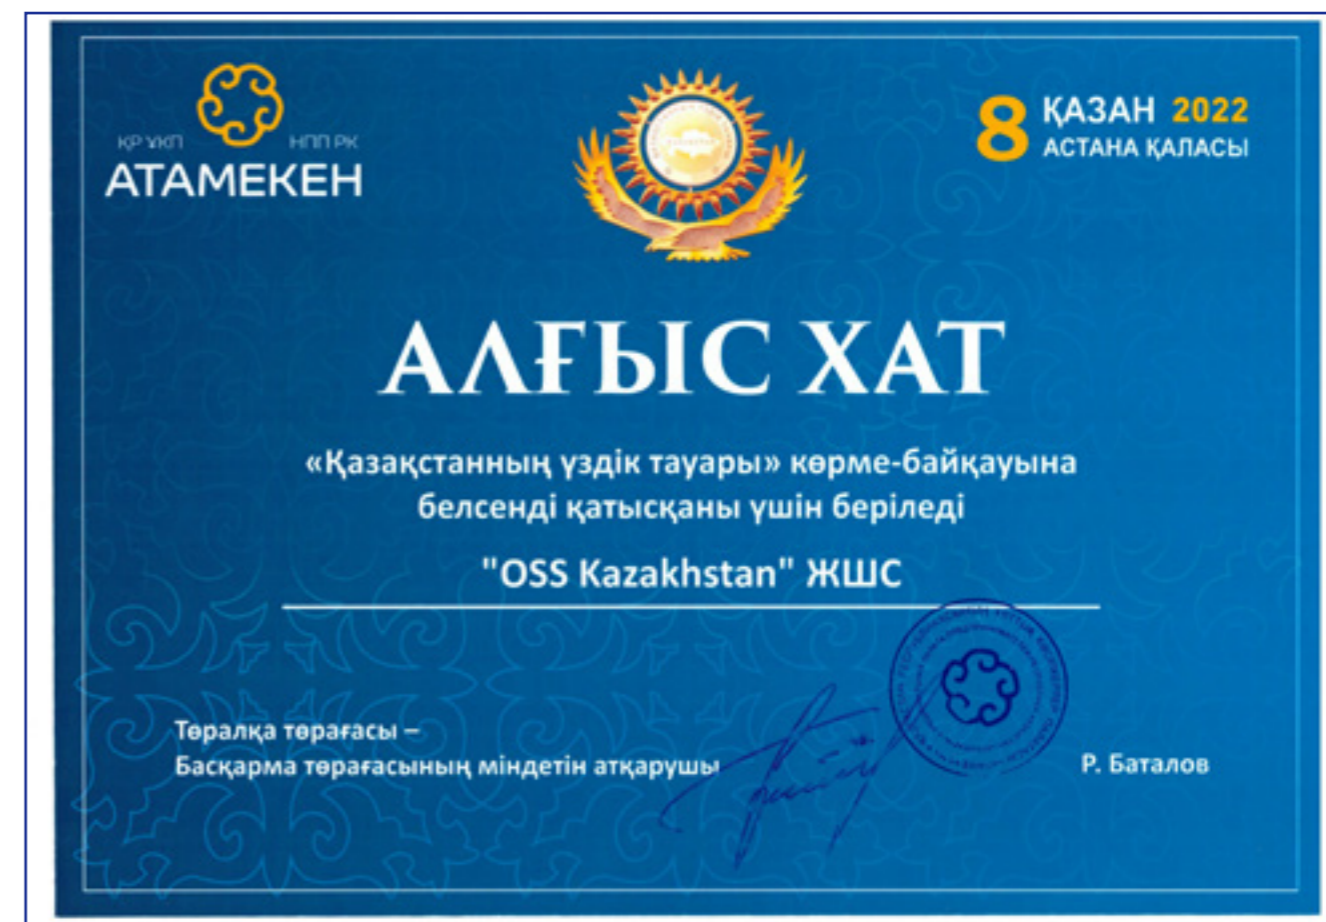 ҚР ҰКП НПП РК
АТАМЕКЕН
8 ҚАЗАН 2022
АСТАНА ҚАЛАСЫ
АЛҒЫС ХАТ
«Қазақстанның үздік тауары» көрме-байқауына
белсенді қатысқаны үшін беріледі
"OSS Kazakhstan" ЖШС
Төралқа төрағасы –
Басқарма төрағасының міндетін атқарушы
Р. Баталов